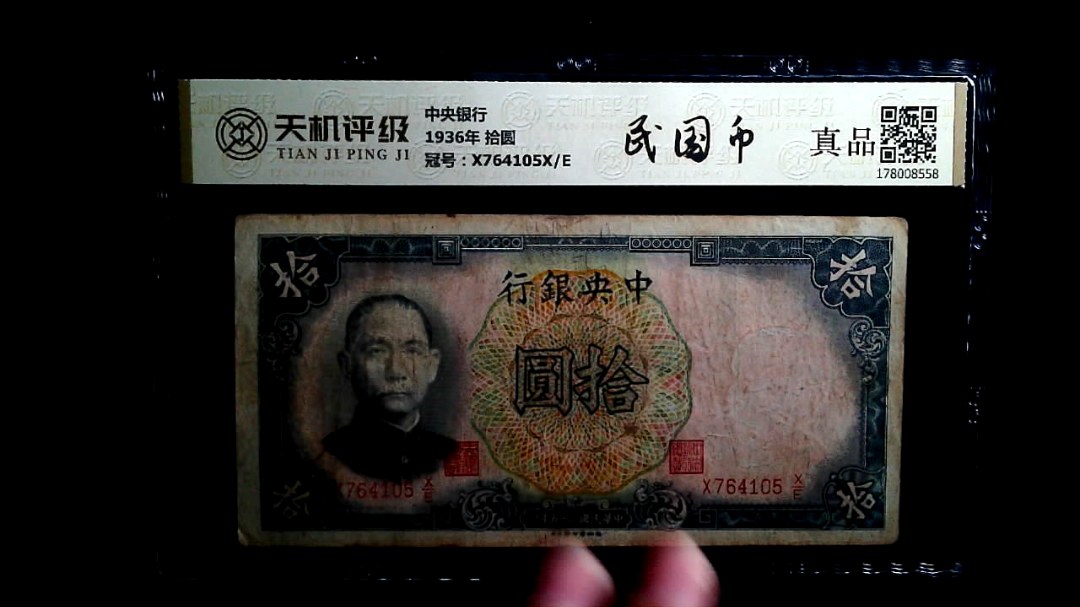 天机评级
TIAN JI PING JI
中央银行
1936年 拾圆
冠号：X764105X/E
民国币
真品
178008558
拾
拾
行銀央中
圓拾
X764105 X/E
X764105 X/E
拾
拾